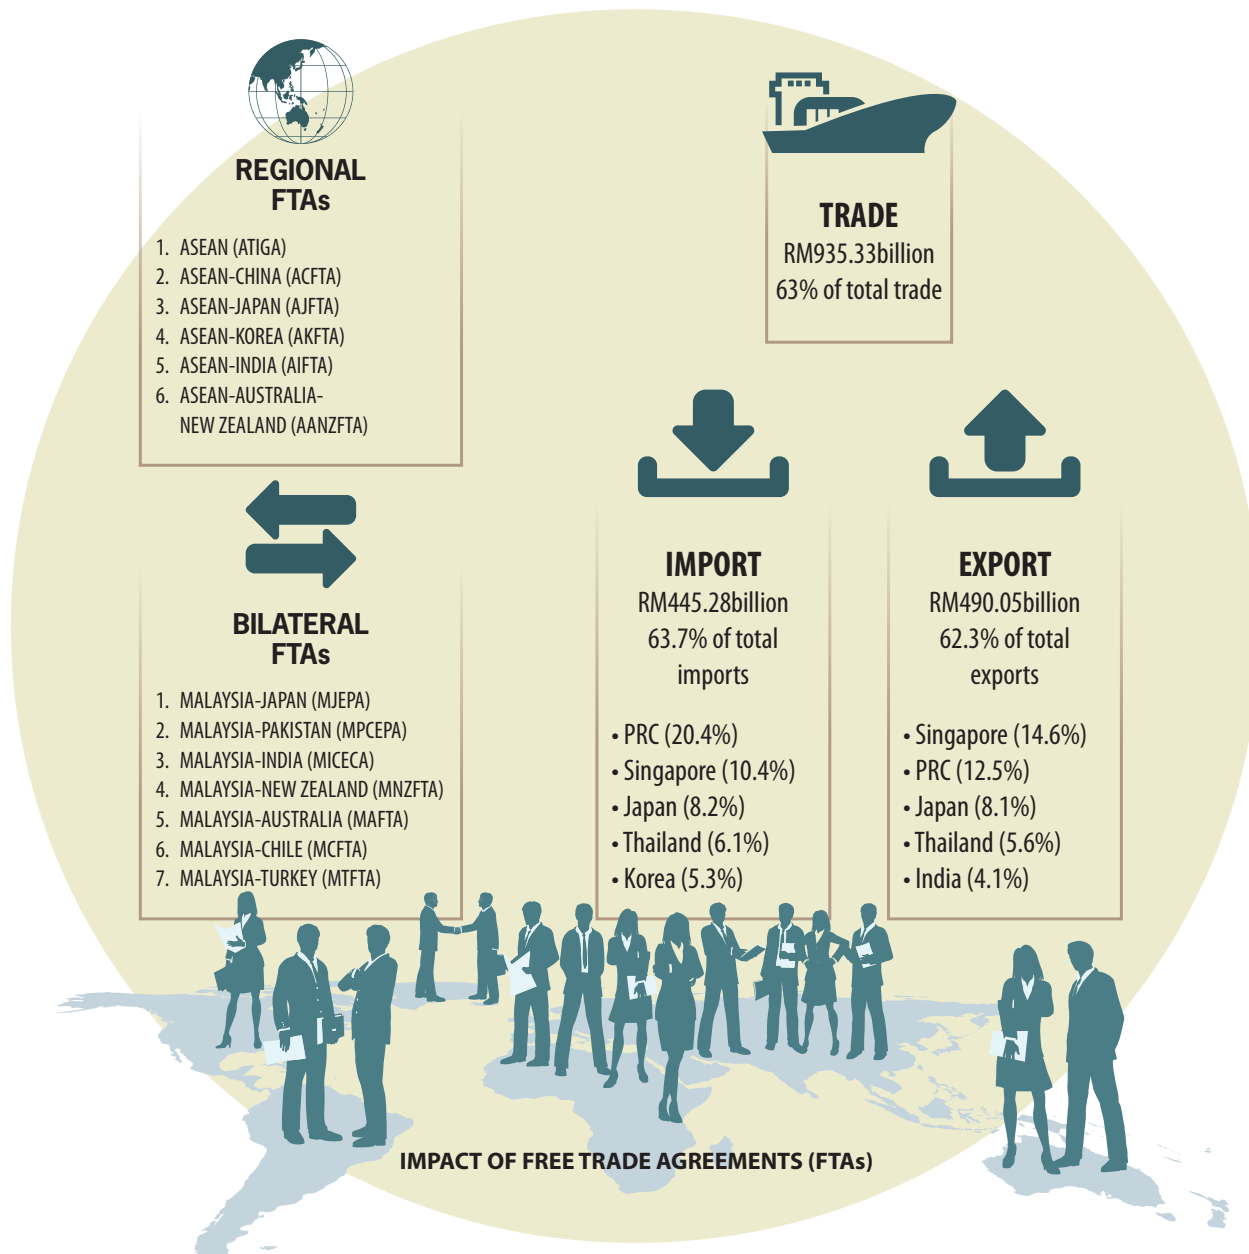 REGIONAL
FTAs
1. ASEAN (ATIGA)
2. ASEAN-CHINA (ACFTA)
3. ASEAN-JAPAN (AJFTA)
4. ASEAN-KOREA (AKFTA)
5. ASEAN-INDIA (AIFTA)
6. ASEAN-AUSTRALIA-
NEW ZEALAND (AANZFTA)
BILATERAL
FTAs
1. MALAYSIA-JAPAN (MJEPA)
2. MALAYSIA-PAKISTAN (MPCEPA)
3. MALAYSIA-INDIA (MICECA)
4. MALAYSIA-NEW ZEALAND (MNZFTA)
5. MALAYSIA-AUSTRALIA (MAFTA)
6. MALAYSIA-CHILE (MCFTA)
7. MALAYSIA-TURKEY (MTFTA)
TRADE
RM935.33billion
63% of total trade
IMPORT
RM445.28billion
63.7% of total
imports
• PRC (20.4%)
• Singapore (10.4%)
• Japan (8.2%)
• Thailand (6.1%)
• Korea (5.3%)
EXPORT
RM490.05billion
62.3% of total
exports
• Singapore (14.6%)
• PRC (12.5%)
• Japan (8.1%)
• Thailand (5.6%)
• India (4.1%)
IMPACT OF FREE TRADE AGREEMENTS (FTAs)